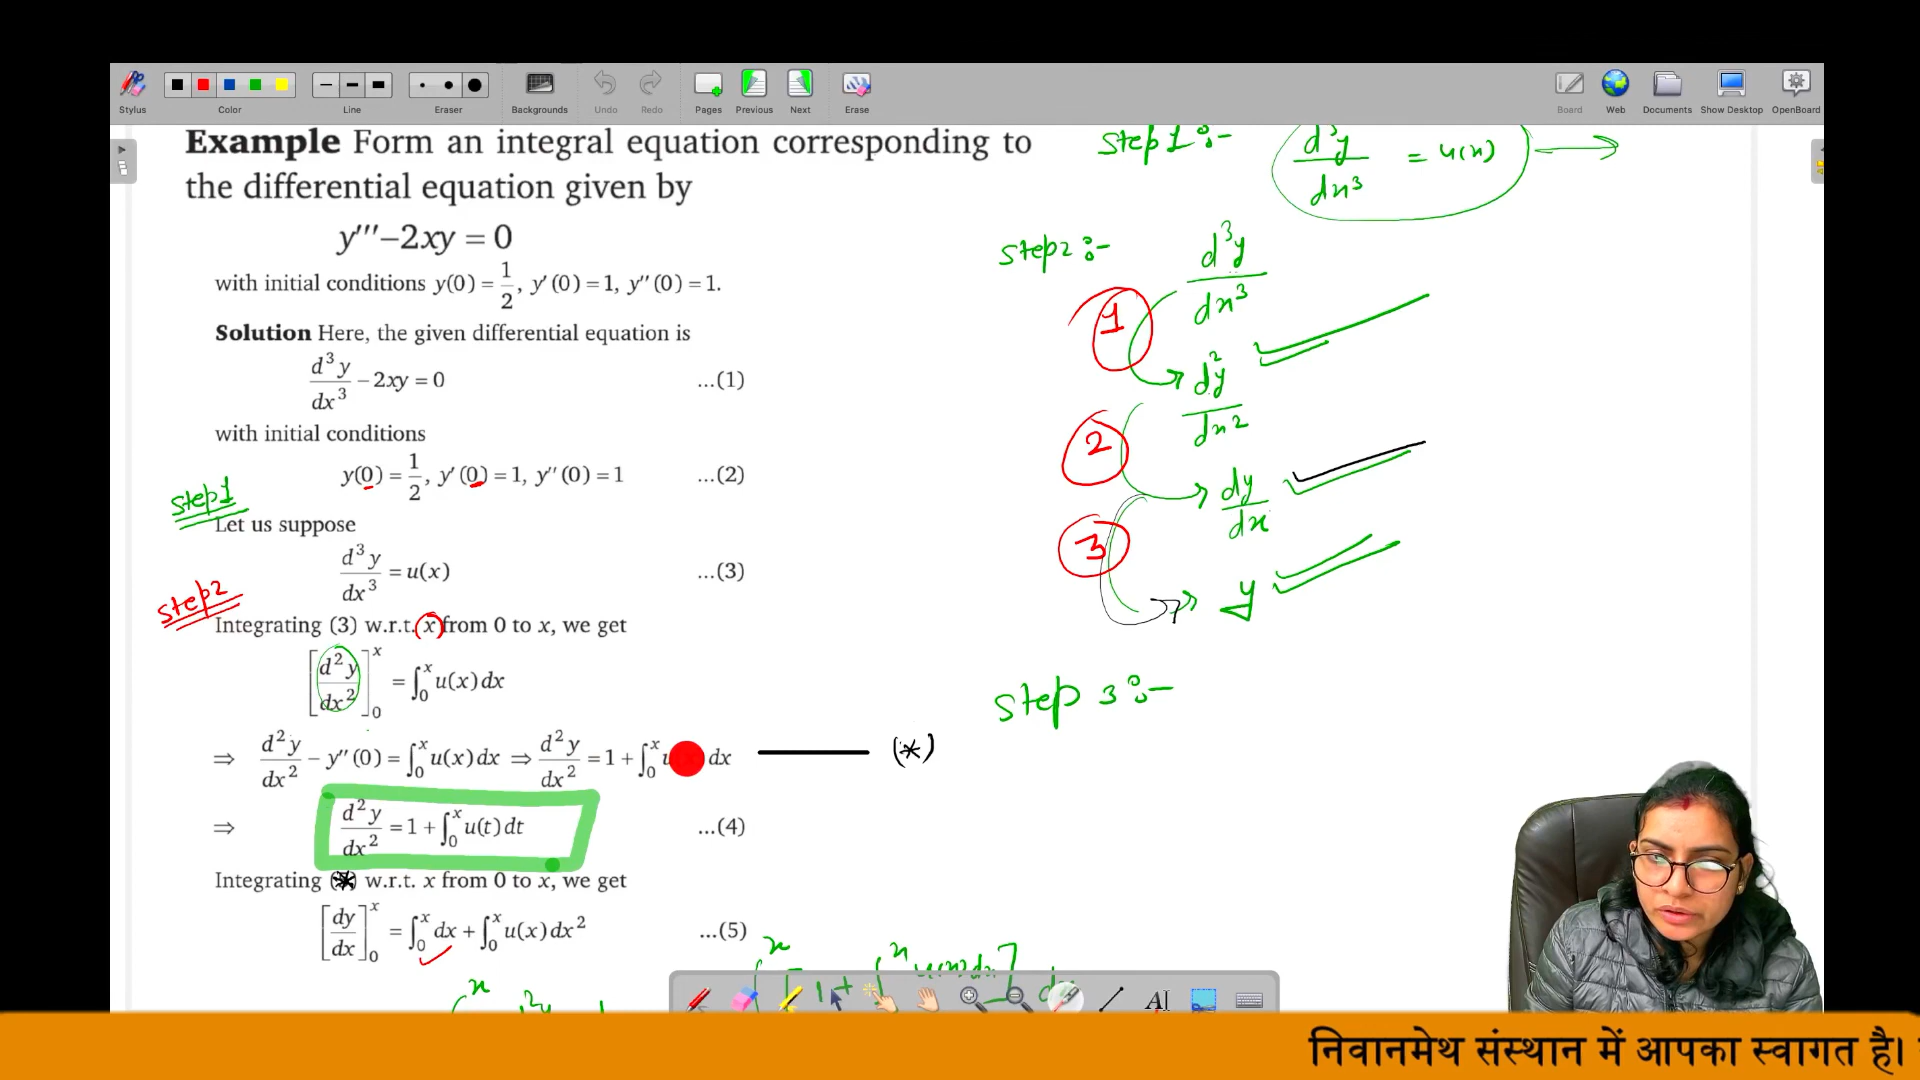 Stylus Color Line Eraser Backgrounds Undo Redo Pages Previous Next Erase Board Web Documents Show Desktop OpenBoard
Example Form an integral equation corresponding to
the differential equation given by
y′′′−2xy = 0
with initial conditions y(0) = 1/2, y′(0) = 1, y′′(0) = 1.
Solution Here, the given differential equation is
d³y/dx³ − 2xy = 0 ...(1)
with initial conditions
y(0) = 1/2, y′(0) = 1, y′′(0) = 1 ...(2)
Step1
Let us suppose
d³y/dx³ = u(x) ...(3)
Step2
Integrating (3) w.r.t. x from 0 to x, we get
[d²y/dx²]₀ˣ = ∫₀ˣ u(x) dx
⇒ d²y/dx² − y′′(0) = ∫₀ˣ u(x) dx ⇒ d²y/dx² = 1 + ∫₀ˣ u dx (*)
⇒ d²y/dx² = 1 + ∫₀ˣ u(t) dt ...(4)
Integrating (*) w.r.t. x from 0 to x, we get
[dy/dx]₀ˣ = ∫₀ˣ dx + ∫₀ˣ u(x) dx² ...(5)
Step1:-
d³y/dx³ = u(x)
Step2:-
d³y/dx³
1
d²y/dx²
2
dy/dx
3
y
Step 3:-
निवानमेथ संस्थान में आपका स्वागत है।